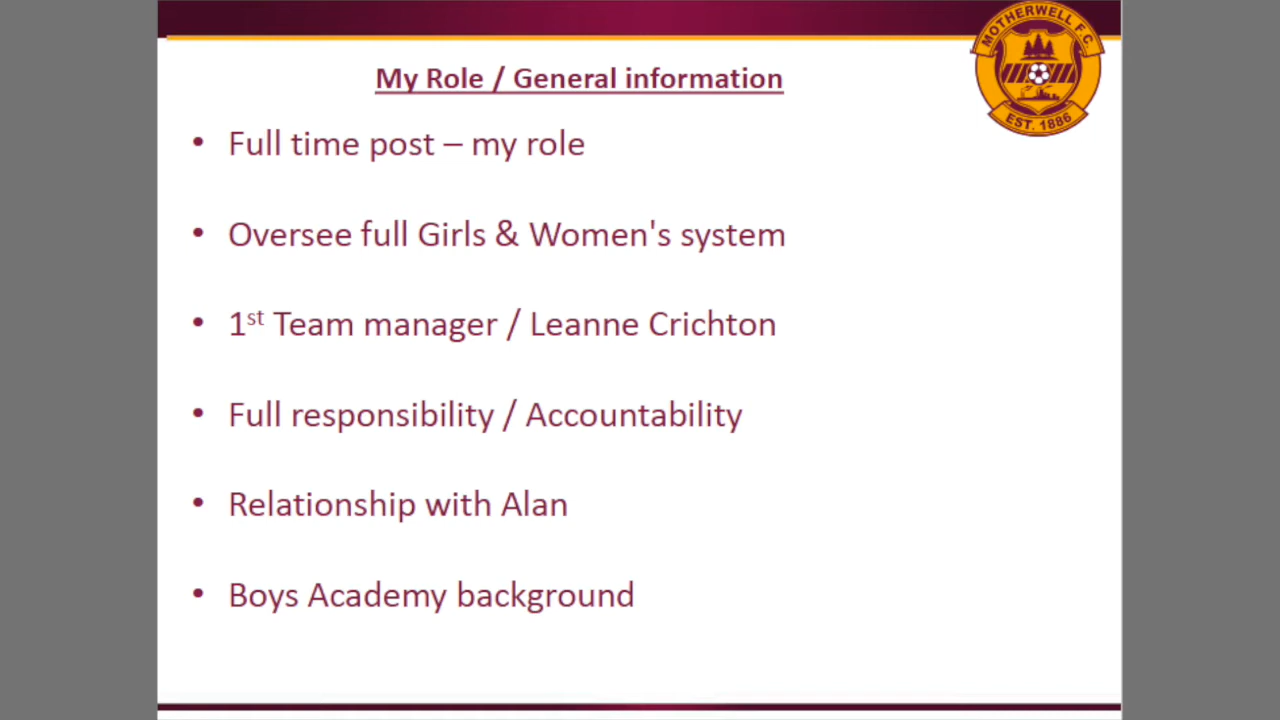 MOTHERWELL F.C.
EST. 1886
My Role / General information
• Full time post – my role
• Oversee full Girls & Women's system
• 1st Team manager / Leanne Crichton
• Full responsibility / Accountability
• Relationship with Alan
• Boys Academy background